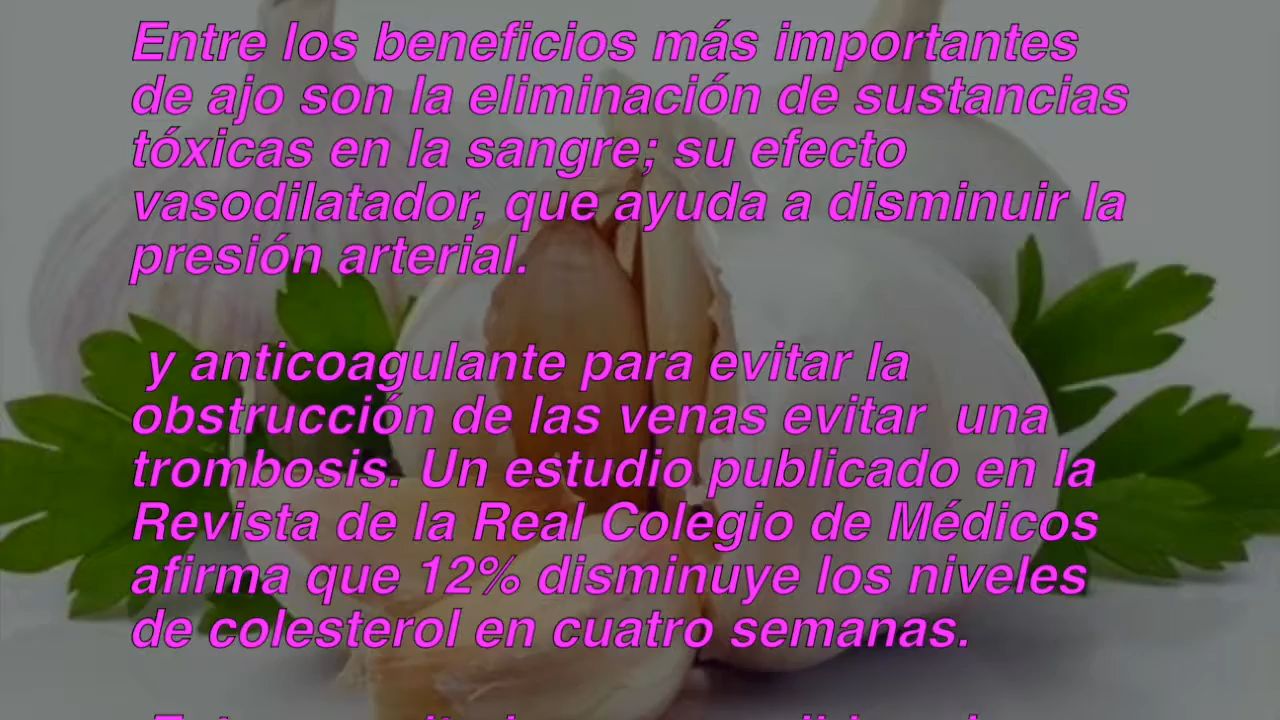 Entre los beneficios más importantes
de ajo son la eliminación de sustancias
tóxicas en la sangre; su efecto
vasodilatador, que ayuda a disminuir la
presión arterial.
y anticoagulante para evitar la
obstrucción de las venas evitar  una
trombosis. Un estudio publicado en la
Revista de la Real Colegio de Médicos
afirma que 12% disminuye los niveles
de colesterol en cuatro semanas.